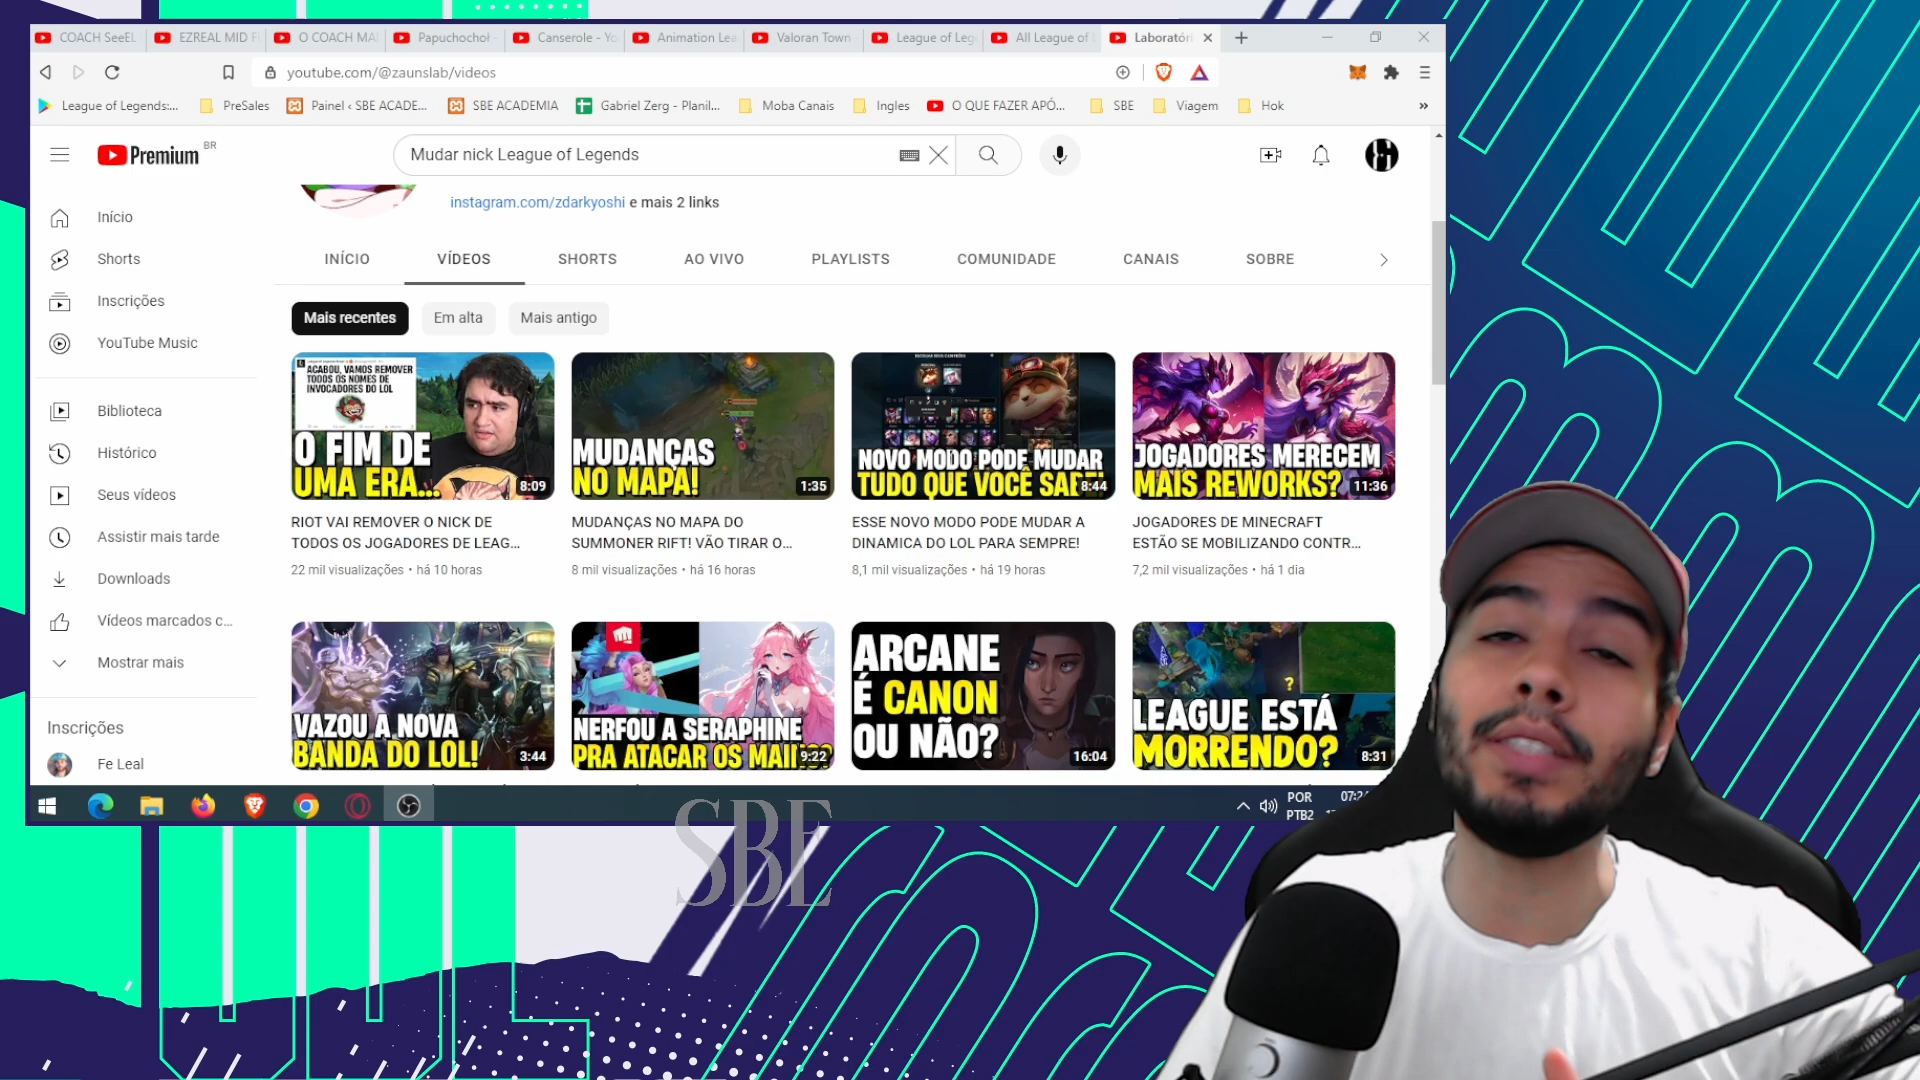 COACH SeeEL
EZREAL MID F
O COACH MA
Papuchocho
Canserole - Yo
Animation Lea
Valoran Town
League of Leg
All League of L
Laboratóri
youtube.com/@zaunslab/videos
League of Legends:...
PreSales
Painel ‹ SBE ACADE...
SBE ACADEMIA
Gabriel Zerg - Planil...
Moba Canais
Ingles
O QUE FAZER APÓ...
SBE
Viagem
Hok
Premium BR
Mudar nick League of Legends
instagram.com/zdarkyoshi e mais 2 links
INÍCIO
VÍDEOS
SHORTS
AO VIVO
PLAYLISTS
COMUNIDADE
CANAIS
SOBRE
Início
Shorts
Inscrições
YouTube Music
Biblioteca
Histórico
Seus vídeos
Assistir mais tarde
Downloads
Vídeos marcados c...
Mostrar mais
Inscrições
Fe Leal
Mais recentes
Em alta
Mais antigo
ACABOU, VAMOS REMOVER
TODOS OS NOMES DE
INVOCADORES DO LOL
O FIM DE
UMA ERA...
8:09
RIOT VAI REMOVER O NICK DE
TODOS OS JOGADORES DE LEAG...
22 mil visualizações • há 10 horas
MUDANÇAS
NO MAPA!
1:35
MUDANÇAS NO MAPA DO
SUMMONER RIFT! VÃO TIRAR O...
8 mil visualizações • há 16 horas
NOVO MODO PODE MUDAR
TUDO QUE VOCÊ SABE!
8:44
ESSE NOVO MODO PODE MUDAR A
DINAMICA DO LOL PARA SEMPRE!
8,1 mil visualizações • há 19 horas
JOGADORES MERECEM
MAIS REWORKS?
11:36
JOGADORES DE MINECRAFT
ESTÃO SE MOBILIZANDO CONTR...
7,2 mil visualizações • há 1 dia
VAZOU A NOVA
BANDA DO LOL!
3:44
NERFOU A SERAPHINE
PRA ATACAR OS MAINS?
9:22
ARCANE
É CANON
OU NÃO?
16:04
?
LEAGUE ESTÁ
MORRENDO?
8:31
POR
PTB2
07:2
SBE